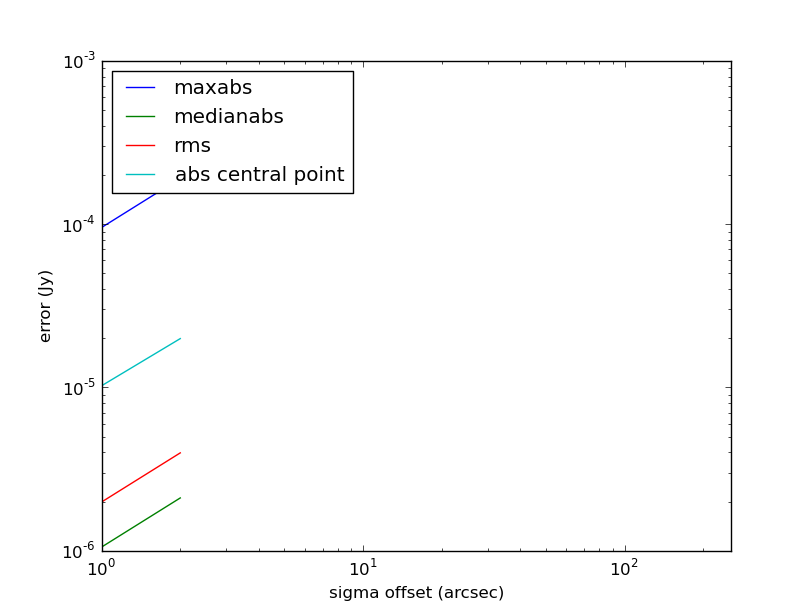 10^-3
maxabs
medianabs
rms
abs central point
10^-4
error (Jy)
10^-5
10^-6
10^0 10^1 10^2
sigma offset (arcsec)